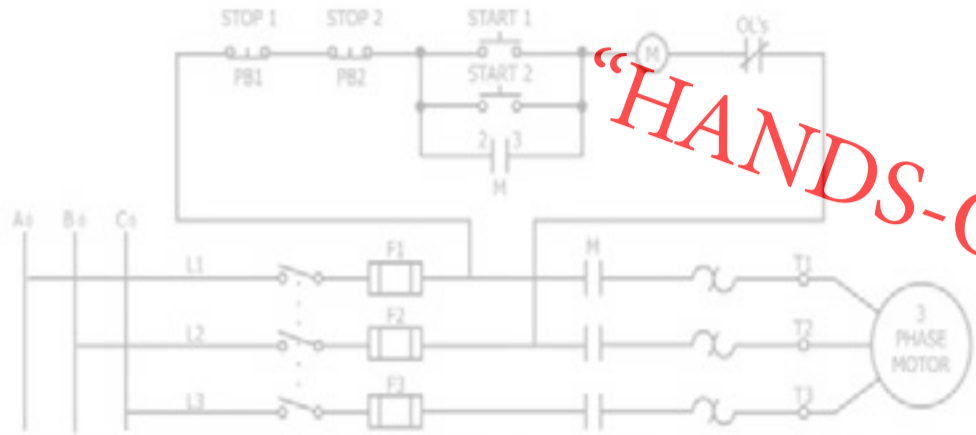 STOP 1 STOP 2 START 1 OL's
PB1 PB2 M
START 2
2 3
M
“HANDS-
A B C
L1 F1 M T1
L2 F2 T2
L3 F3 T3
3
PHASE
MOTOR